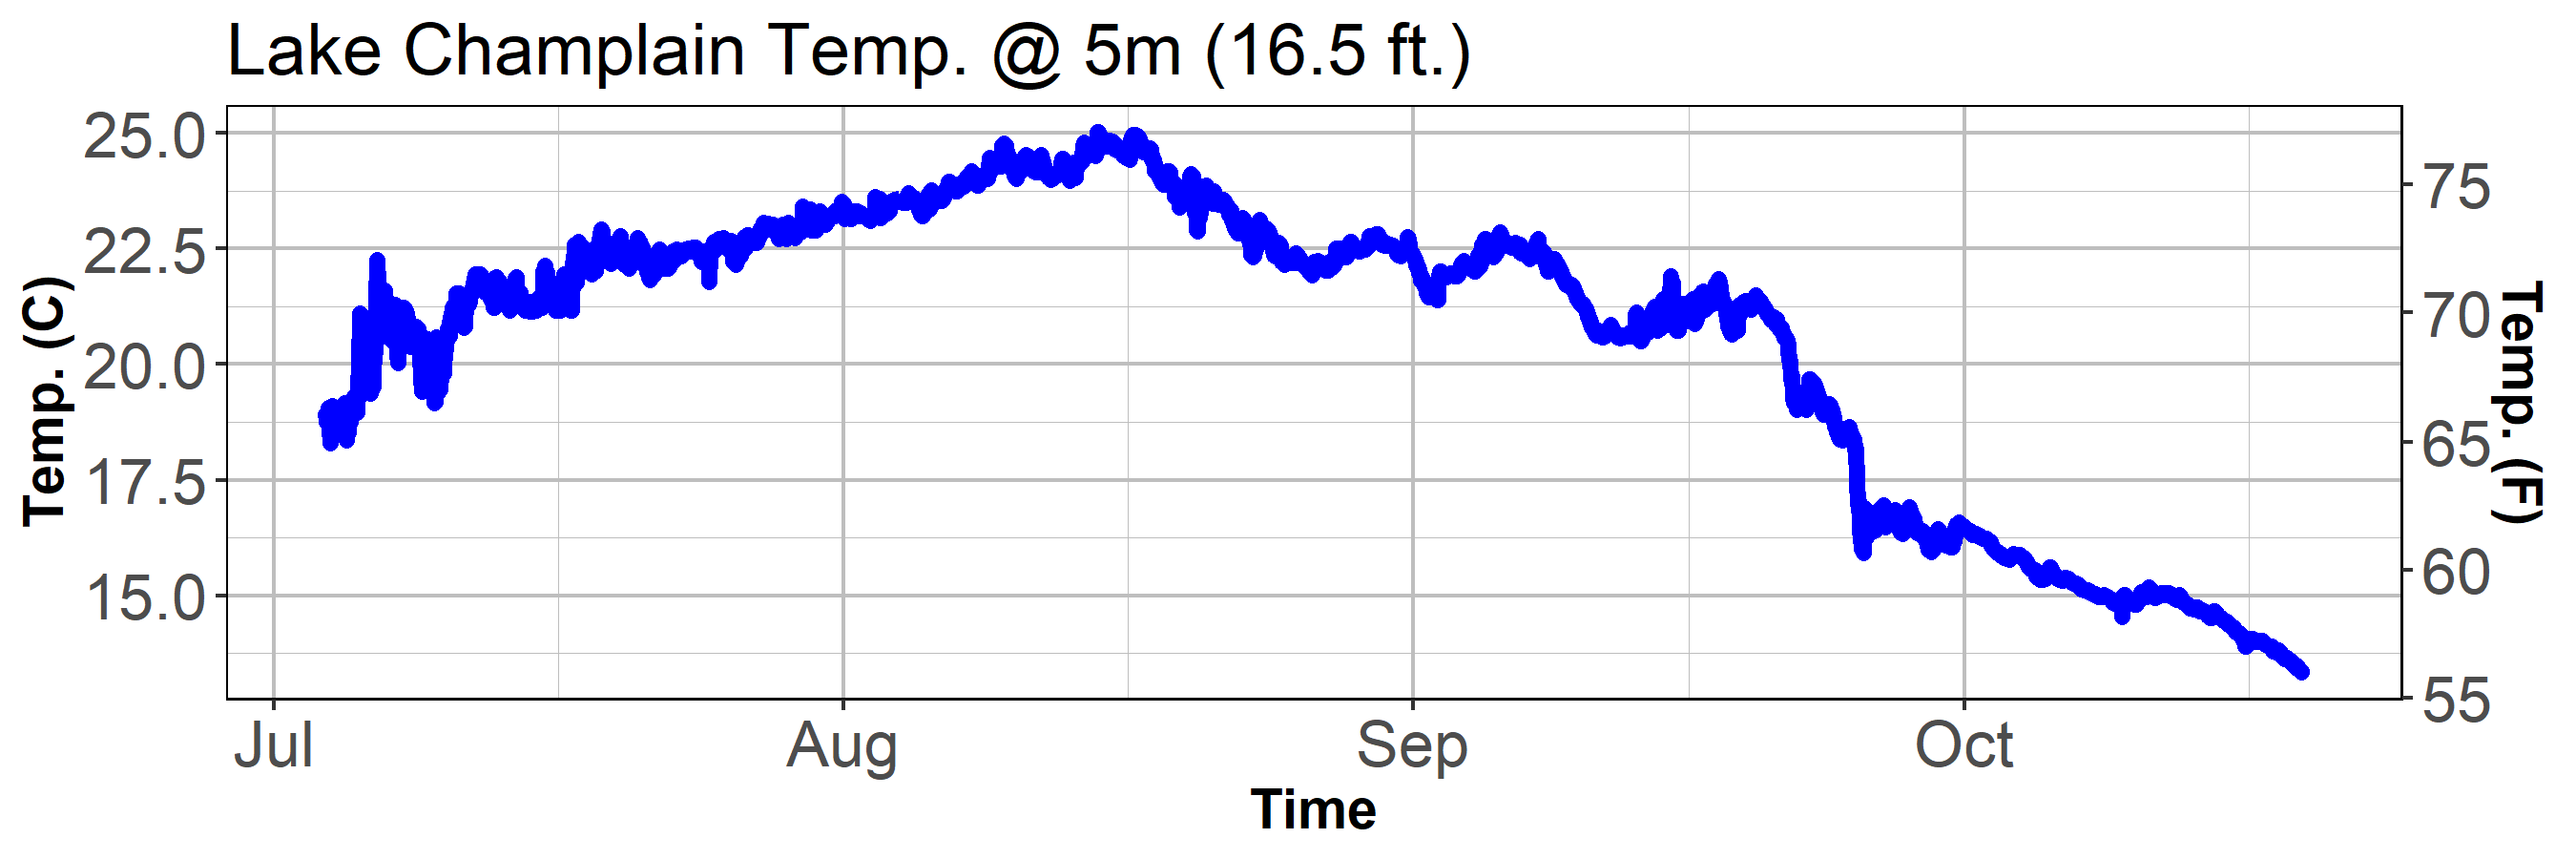 Lake Champlain Temp. @ 5m (16.5 ft.)
Temp. (C)
25.0
22.5
20.0
17.5
15.0
75
70
65
60
55
Temp. (F)
Jul Aug Sep Oct
Time